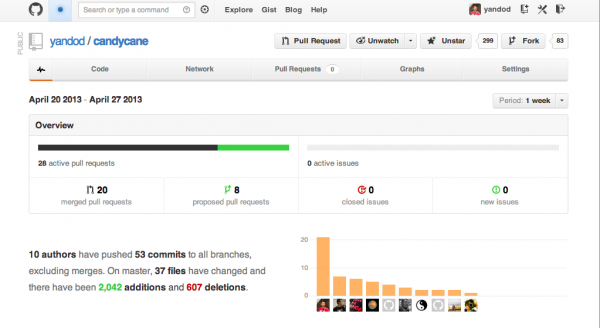 Search or type a command
Explore Gist Blog Help
yandod
PUBLIC
yandod / candycane
Pull Request Unwatch Unstar 299 Fork 83
Code Network Pull Requests 0 Graphs Settings
April 20 2013 - April 27 2013
Period: 1 week
Overview
28 active pull requests
0 active issues
20 8 0 0
merged pull requests proposed pull requests closed issues new issues
10 authors have pushed 53 commits to all branches,
excluding merges. On master, 37 files have changed and
there have been 2,042 additions and 607 deletions.
20
10
0